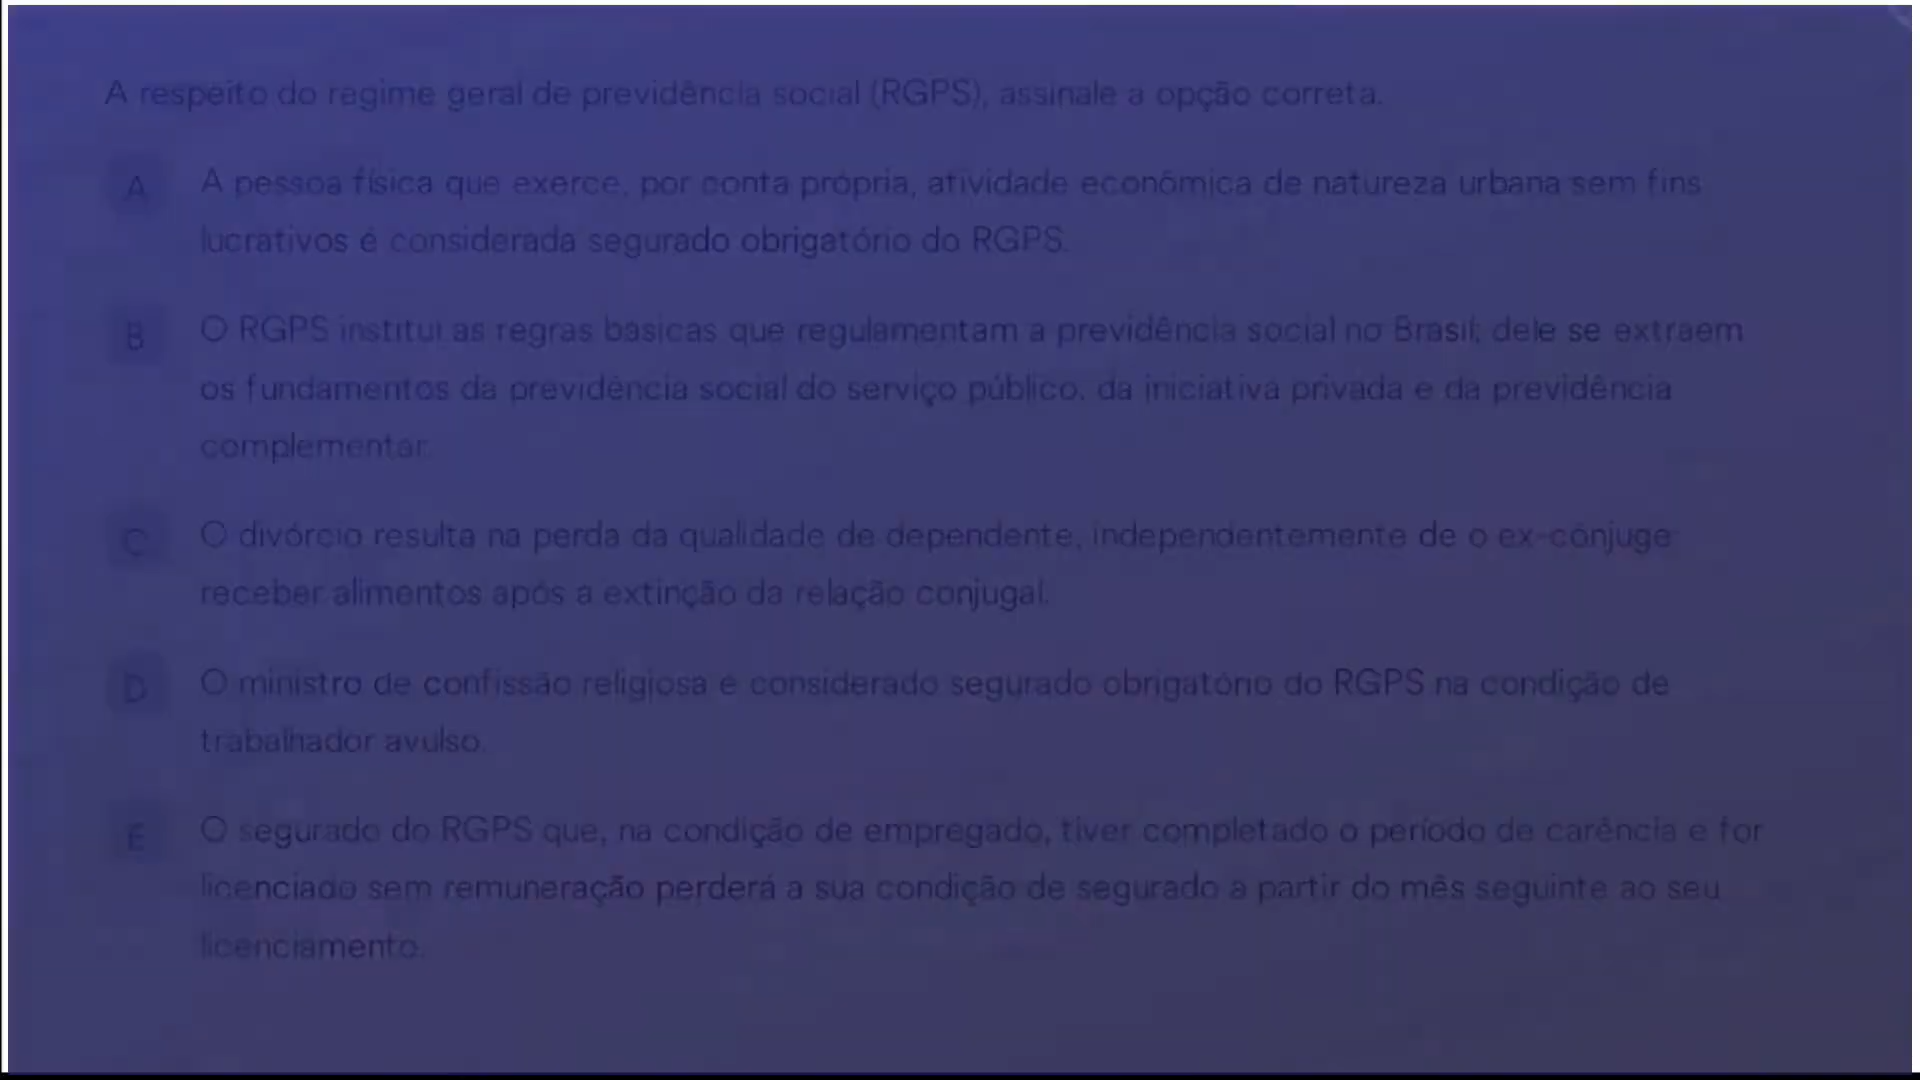 A respeito do regime geral de previdência social (RGPS), assinale a opção correta.
A A pessoa física que exerce, por conta própria, atividade econômica de natureza urbana sem fins
lucrativos é considerada segurado obrigatório do RGPS.
B O RGPS institui as regras básicas que regulamentam a previdência social no Brasil; dele se extraem
os fundamentos da previdência social do serviço público, da iniciativa privada e da previdência
complementar.
C O divórcio resulta na perda da qualidade de dependente, independentemente de o ex-cônjuge
receber alimentos após a extinção da relação conjugal.
D O ministro de confissão religiosa é considerado segurado obrigatório do RGPS na condição de
trabalhador avulso.
E O segurado do RGPS que, na condição de empregado, tiver completado o período de carência e for
licenciado sem remuneração perderá a sua condição de segurado a partir do mês seguinte ao seu
licenciamento.